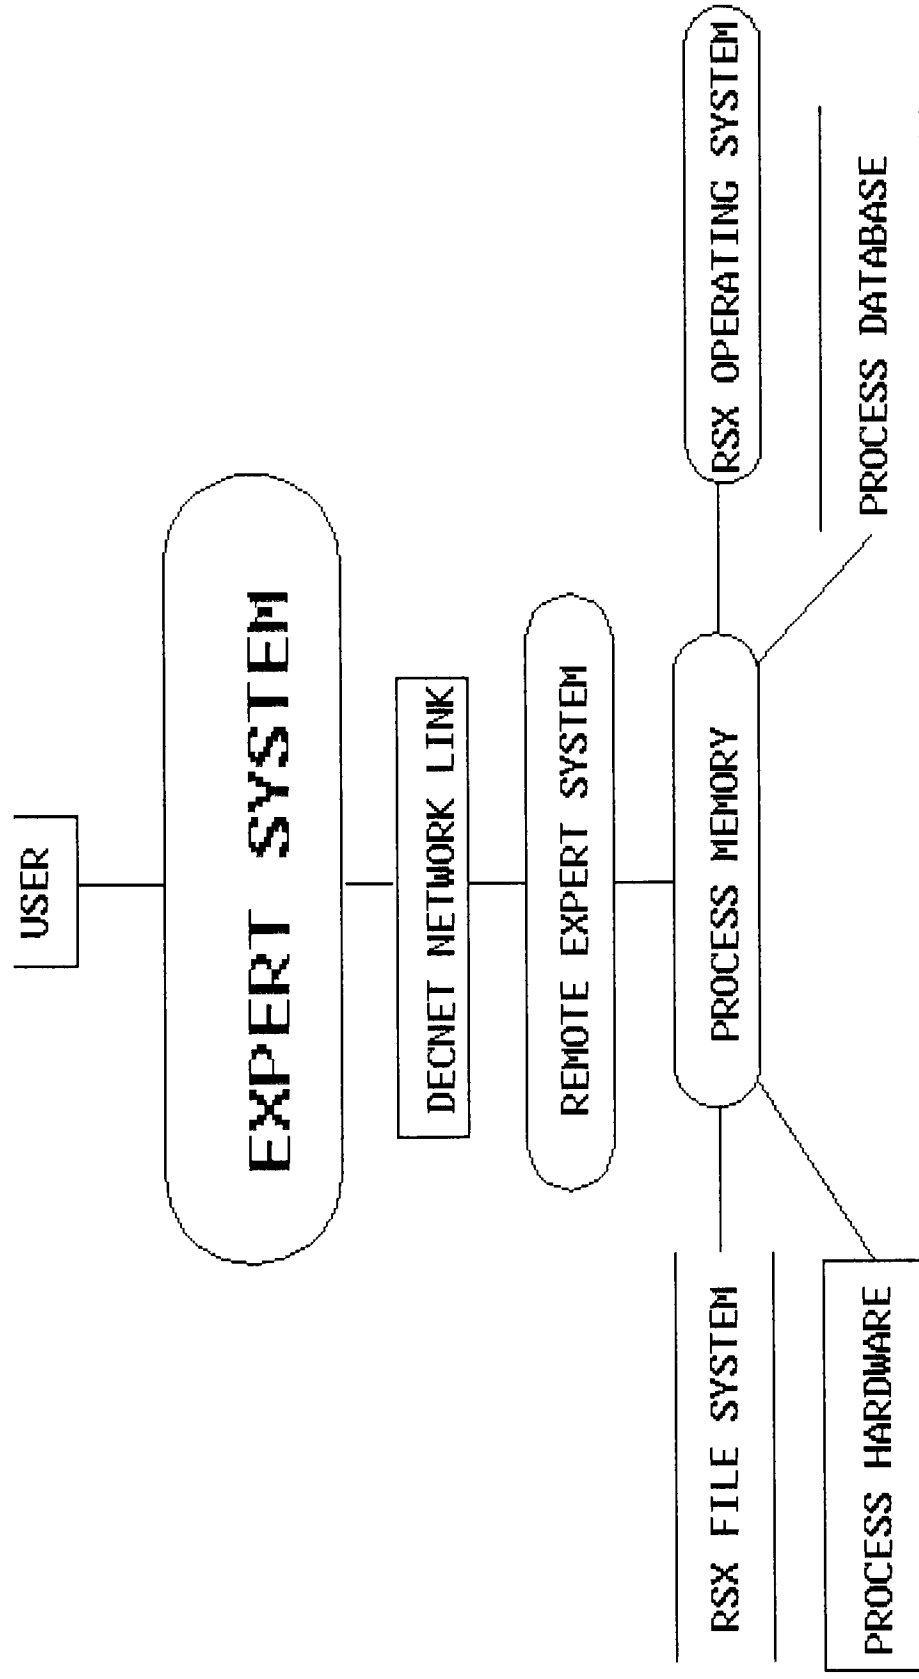 USER
EXPERT SYSTEM
DECNET NETWORK LINK
REMOTE EXPERT SYSTEM
RSX FILE SYSTEM
PROCESS MEMORY
RSX OPERATING SYSTEM
PROCESS HARDWARE
PROCESS DATABASE